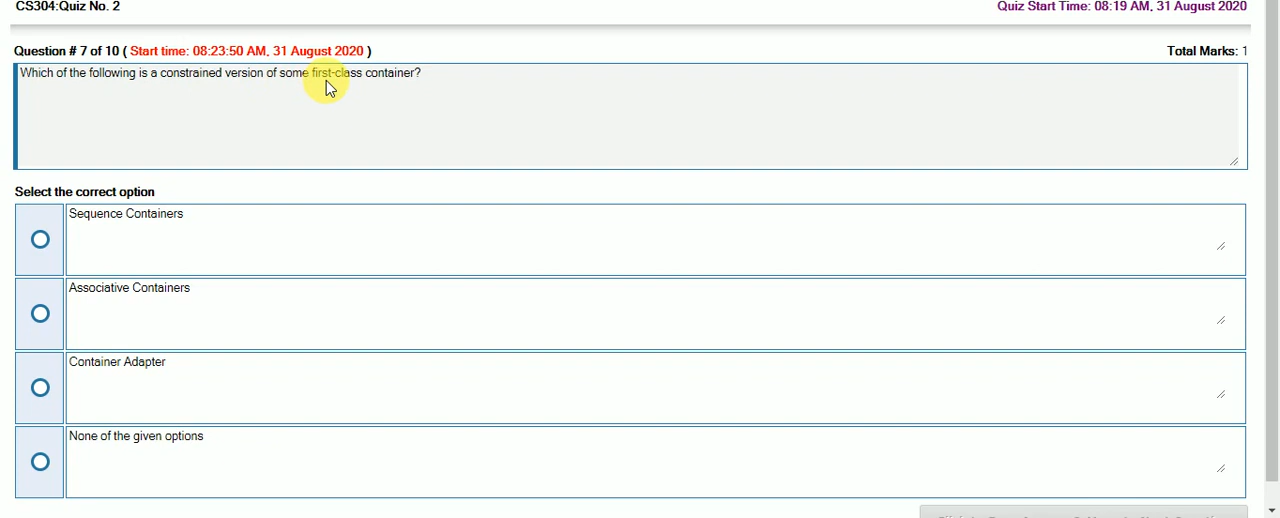 CS304:Quiz No. 2
Quiz Start Time: 08:19 AM, 31 August 2020
Question # 7 of 10 ( Start time: 08:23:50 AM, 31 August 2020 )
Total Marks: 1
Which of the following is a constrained version of some first-class container?
Select the correct option
Sequence Containers
Associative Containers
Container Adapter
None of the given options